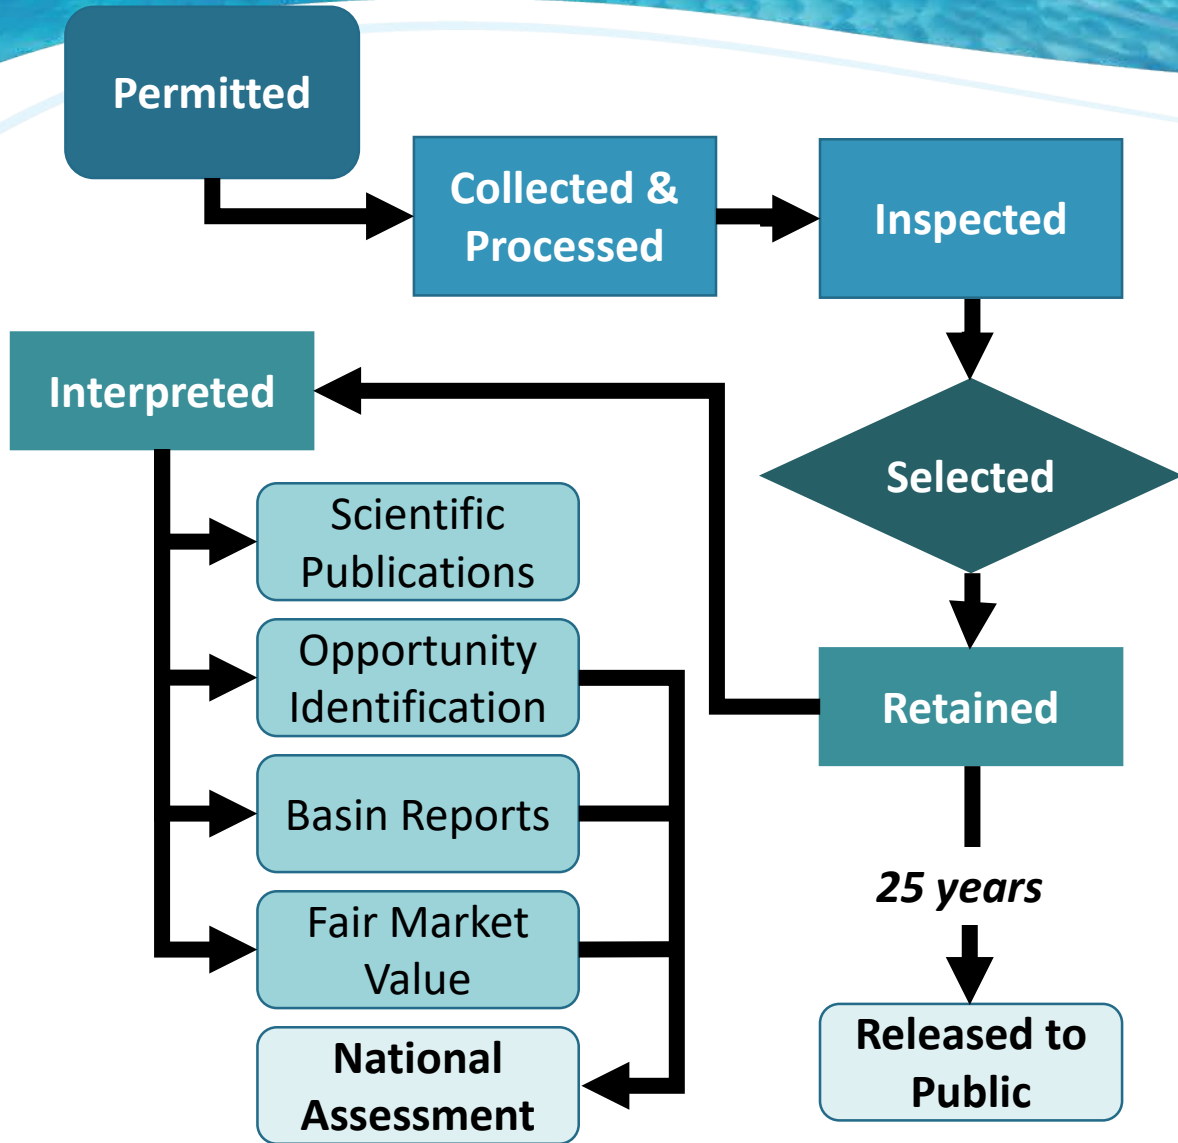 Permitted
Collected &
Processed
Inspected
Interpreted
Selected
Scientific
Publications
Opportunity
Identification
Retained
Basin Reports
25 years
Fair Market
Value
National
Assessment
Released to
Public